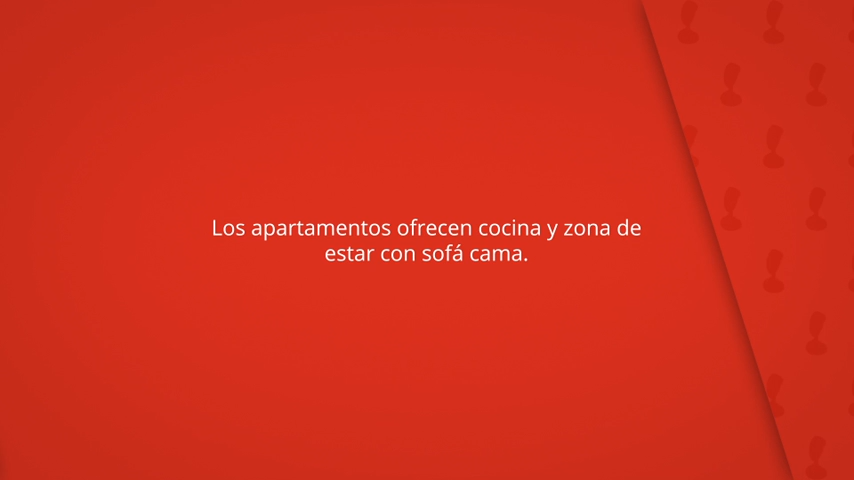 Los apartamentos ofrecen cocina y zona de
estar con sofá cama.